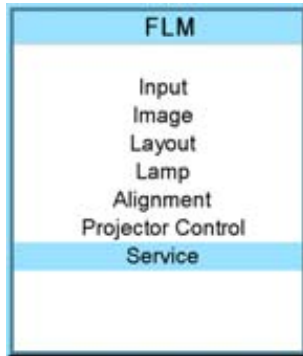 FLM
Input
Image
Layout
Lamp
Alignment
Projector Control
Service